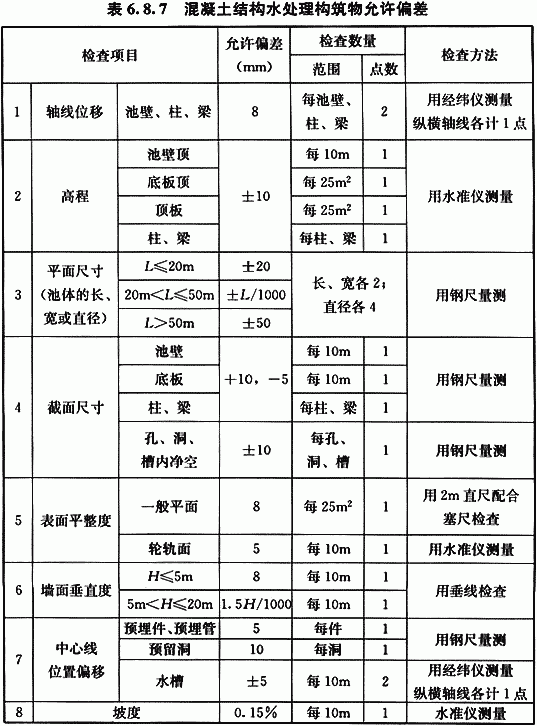 表 6.8.7 混凝土结构水处理构筑物允许偏差
检查项目 允许偏差（mm） 检查数量 检查方法
范围 点数
1 轴线位移 池壁、柱、梁 8 每池壁、柱、梁 2 用经纬仪测量纵横轴线各计1点
2 高程 池壁顶 ±10 每10m 1 用水准仪测量
底板顶 每25m² 1
顶板 每25m² 1
柱、梁 每柱、梁 1
3 平面尺寸（池体的长、宽或直径） L≤20m ±20 长、宽各2；直径各4 用钢尺量测
20m<L≤50m ±L/1000
L>50m ±50
4 截面尺寸 池壁 +10，-5 每10m 1 用钢尺量测
底板 每10m 1
柱、梁 每柱、梁 1
孔、洞、槽内净空 ±10 每孔、洞、槽 1 用钢尺量测
5 表面平整度 一般平面 8 每25m² 1 用2m直尺配合塞尺检查
轮轨面 5 每10m 1 用水准仪测量
6 墙面垂直度 H≤5m 8 每10m 1 用垂线检查
5m<H≤20m 1.5H/1000 每10m 1
7 中心线位置偏移 预埋件、预埋管 5 每件 1 用钢尺量测
预留洞 10 每洞 1
水槽 ±5 每10m 2 用经纬仪测量纵横轴线各计1点
8 坡度 0.15% 每10m 1 水准仪测量